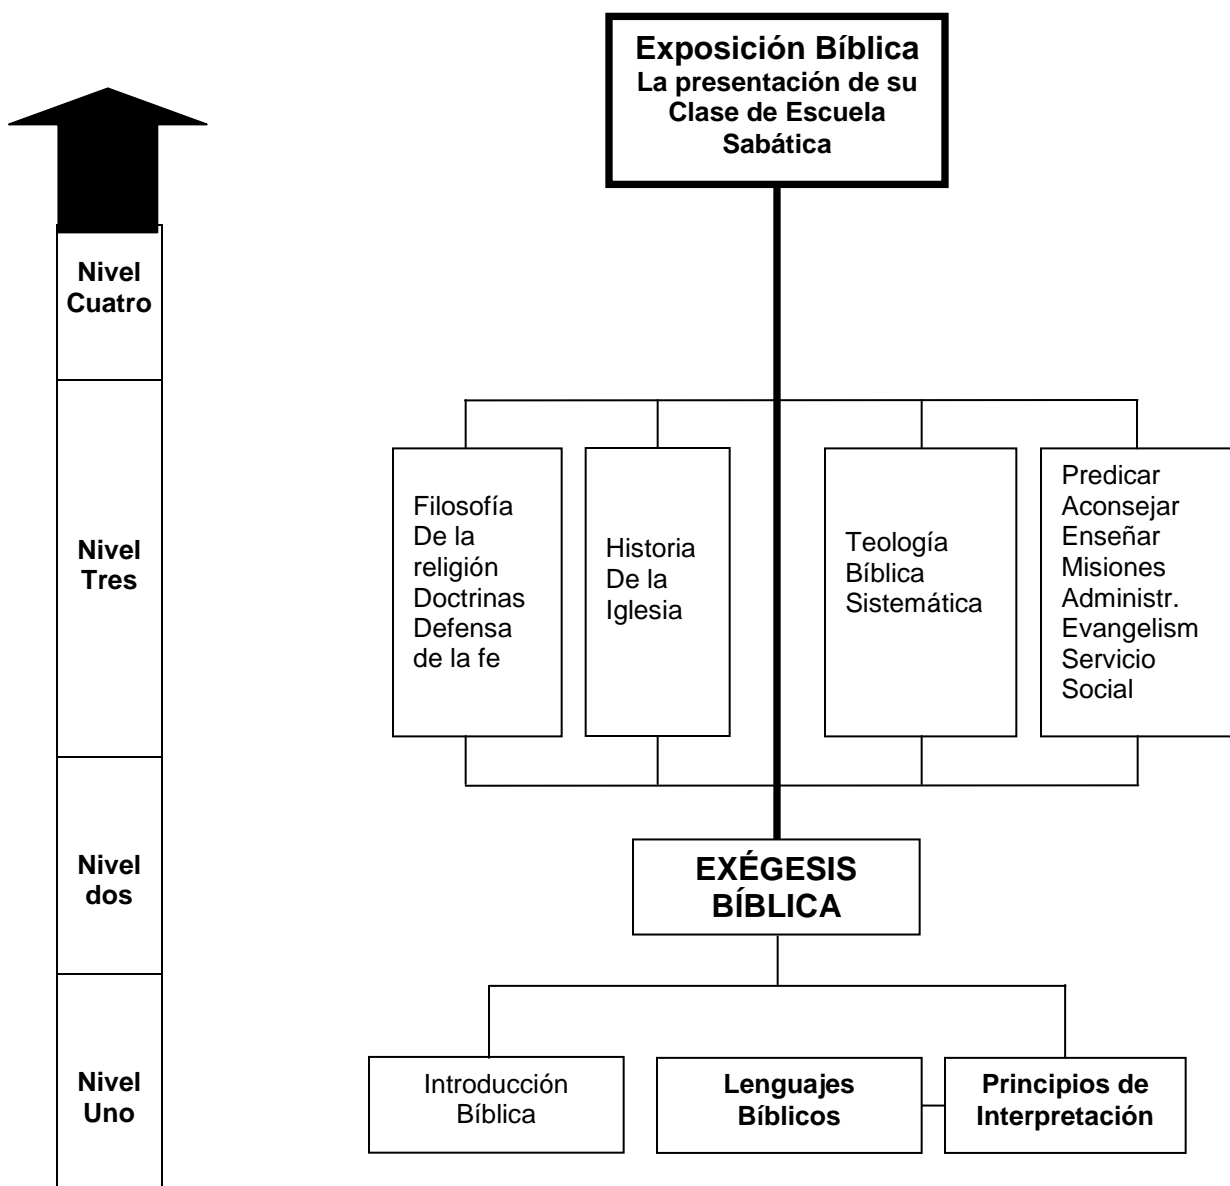 Exposición Bíblica
La presentación de su
Clase de Escuela
Sabática
Nivel
Cuatro
Nivel
Tres
Filosofía
De la
religión
Doctrinas
Defensa
de la fe
Historia
De la
Iglesia
Teología
Bíblica
Sistemática
Predicar
Aconsejar
Enseñar
Misiones
Administr.
Evangelism
Servicio
Social
Nivel
dos
EXÉGESIS
BÍBLICA
Nivel
Uno
Introducción
Bíblica
Lenguajes
Bíblicos
Principios de
Interpretación